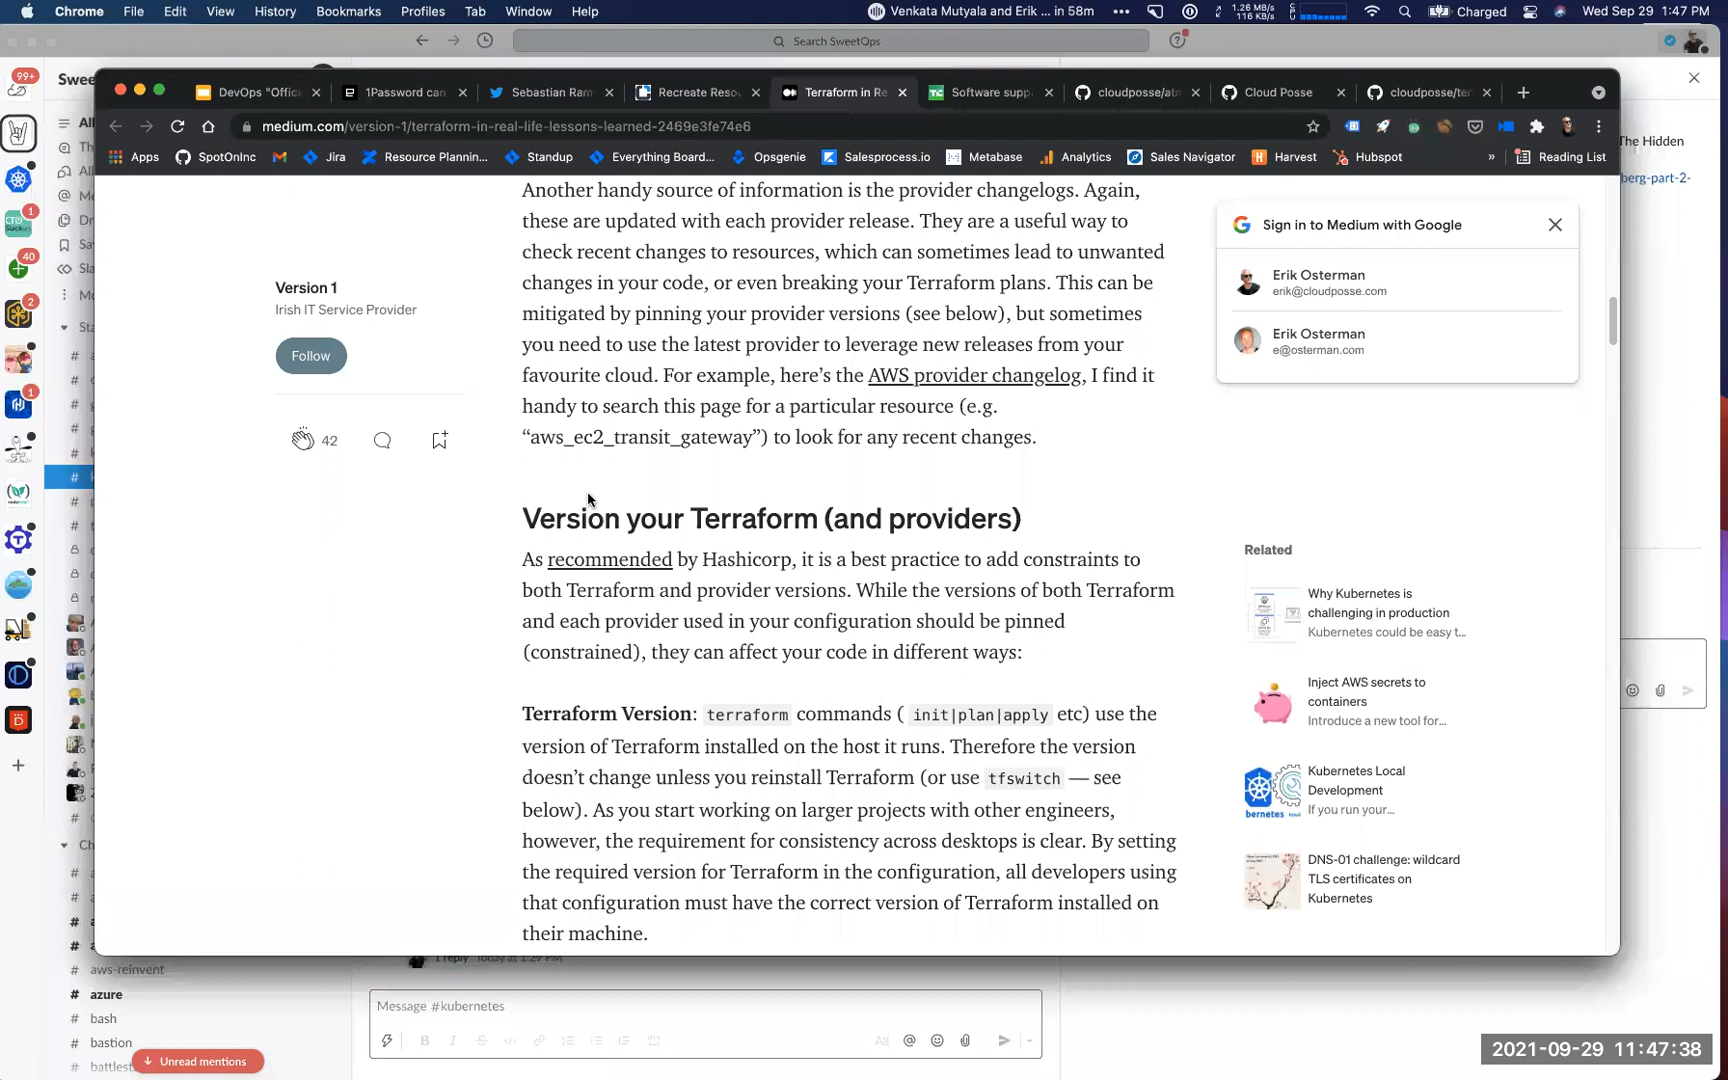 Chrome File Edit View History Bookmarks Profiles Tab Window Help
Venkata Mutyala and Erik ... in 58m
1.26 MB/s
116 KB/s
Charged
Wed Sep 29 1:47 PM
Search SweetOps
99+
Swee
DevOps "Offic
1Password can
Sebastian Ram
Recreate Reso
Terraform in Re
Software supp
cloudposse/atm
Cloud Posse
cloudposse/ter
medium.com/version-1/terraform-in-real-life-lessons-learned-2469e3fe74e6
Apps SpotOnInc Jira Resource Plannin... Standup Everything Board... Opsgenie Salesprocess.io Metabase Analytics Sales Navigator Harvest Hubspot » Reading List
The Hidden
berg-part-2-
Another handy source of information is the provider changelogs. Again,
these are updated with each provider release. They are a useful way to
check recent changes to resources, which can sometimes lead to unwanted
changes in your code, or even breaking your Terraform plans. This can be
mitigated by pinning your provider versions (see below), but sometimes
you need to use the latest provider to leverage new releases from your
favourite cloud. For example, here's the AWS provider changelog, I find it
handy to search this page for a particular resource (e.g.
“aws_ec2_transit_gateway”) to look for any recent changes.
Version 1
Irish IT Service Provider
Follow
42
Sign in to Medium with Google
Erik Osterman
erik@cloudposse.com
Erik Osterman
e@osterman.com
Version your Terraform (and providers)
As recommended by Hashicorp, it is a best practice to add constraints to
both Terraform and provider versions. While the versions of both Terraform
and each provider used in your configuration should be pinned
(constrained), they can affect your code in different ways:
Terraform Version: terraform commands ( init|plan|apply etc) use the
version of Terraform installed on the host it runs. Therefore the version
doesn't change unless you reinstall Terraform (or use tfswitch — see
below). As you start working on larger projects with other engineers,
however, the requirement for consistency across desktops is clear. By setting
the required version for Terraform in the configuration, all developers using
that configuration must have the correct version of Terraform installed on
their machine.
Related
Why Kubernetes is
challenging in production
Kubernetes could be easy t...
Inject AWS secrets to
containers
Introduce a new tool for...
Kubernetes Local
Development
If you run your...
DNS-01 challenge: wildcard
TLS certificates on
Kubernetes
1 reply Today at 1:29 PM
# aws-reinvent
# azure
# bash
# bastion
Unread mentions
Message #kubernetes
2021-09-29 11:47:38